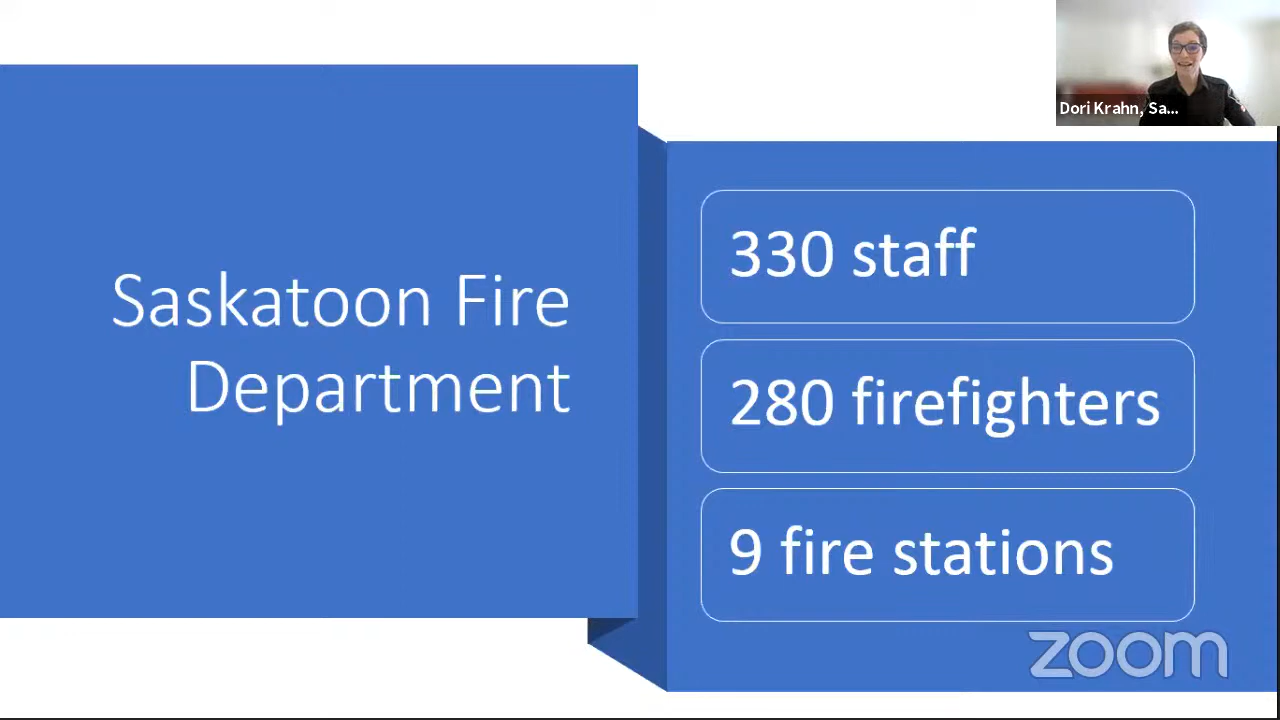 Dori Krahn, Sa...
Saskatoon Fire
Department
330 staff
280 firefighters
9 fire stations
zoom